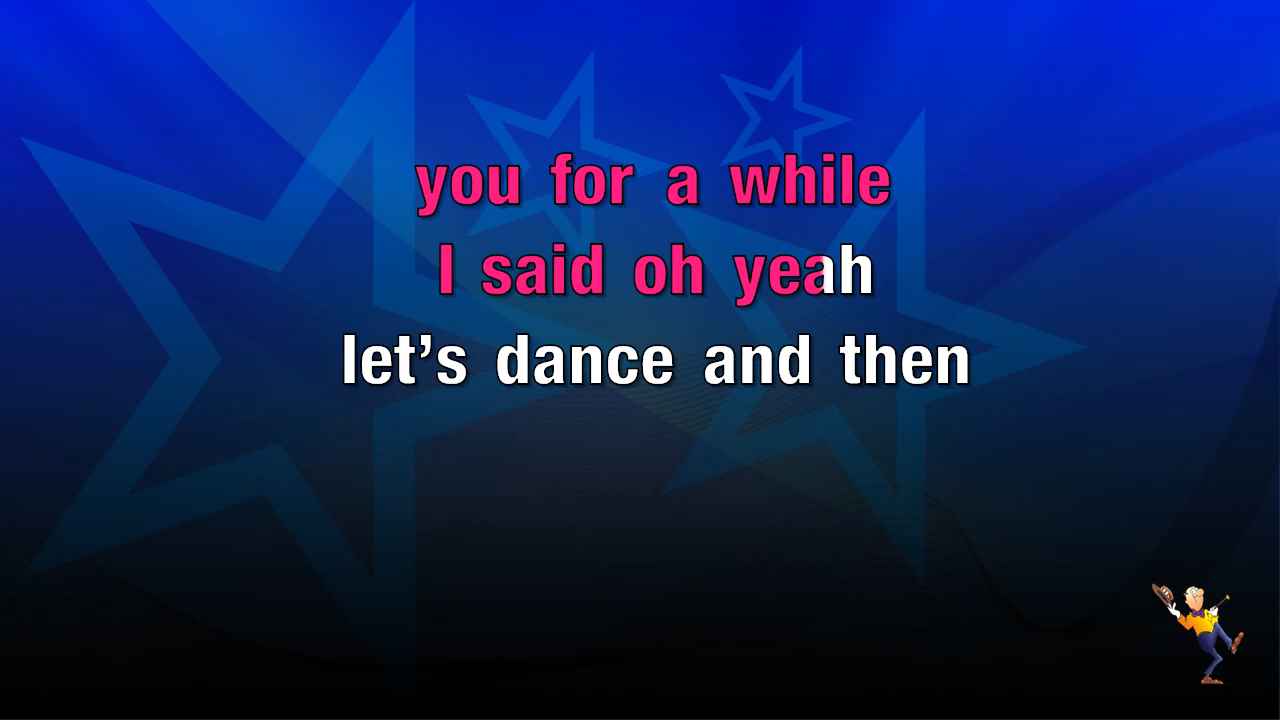 you for a while
I said oh yeah
let’s dance and then